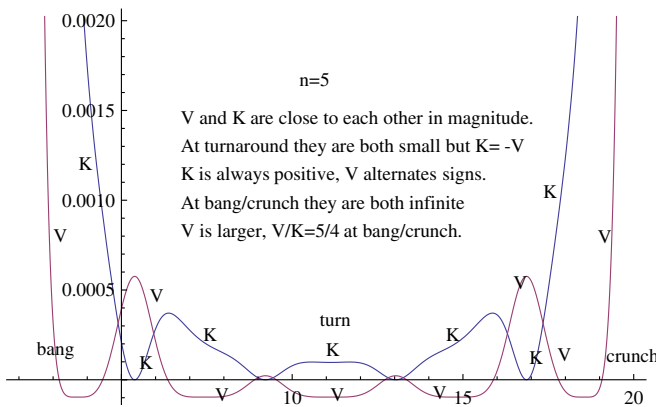 0.0020
n=5
0.0015
V and K are close to each other in magnitude.
At turnaround they are both small but K= -V
K
K is always positive, V alternates signs.
K
0.0010
At bang/crunch they are both infinite
V
V is larger, V/K=5/4 at bang/crunch.
V
0.0005
V
V
turn
K
K
K
bang
K
K
V
crunch
V
V
V
10
15
20